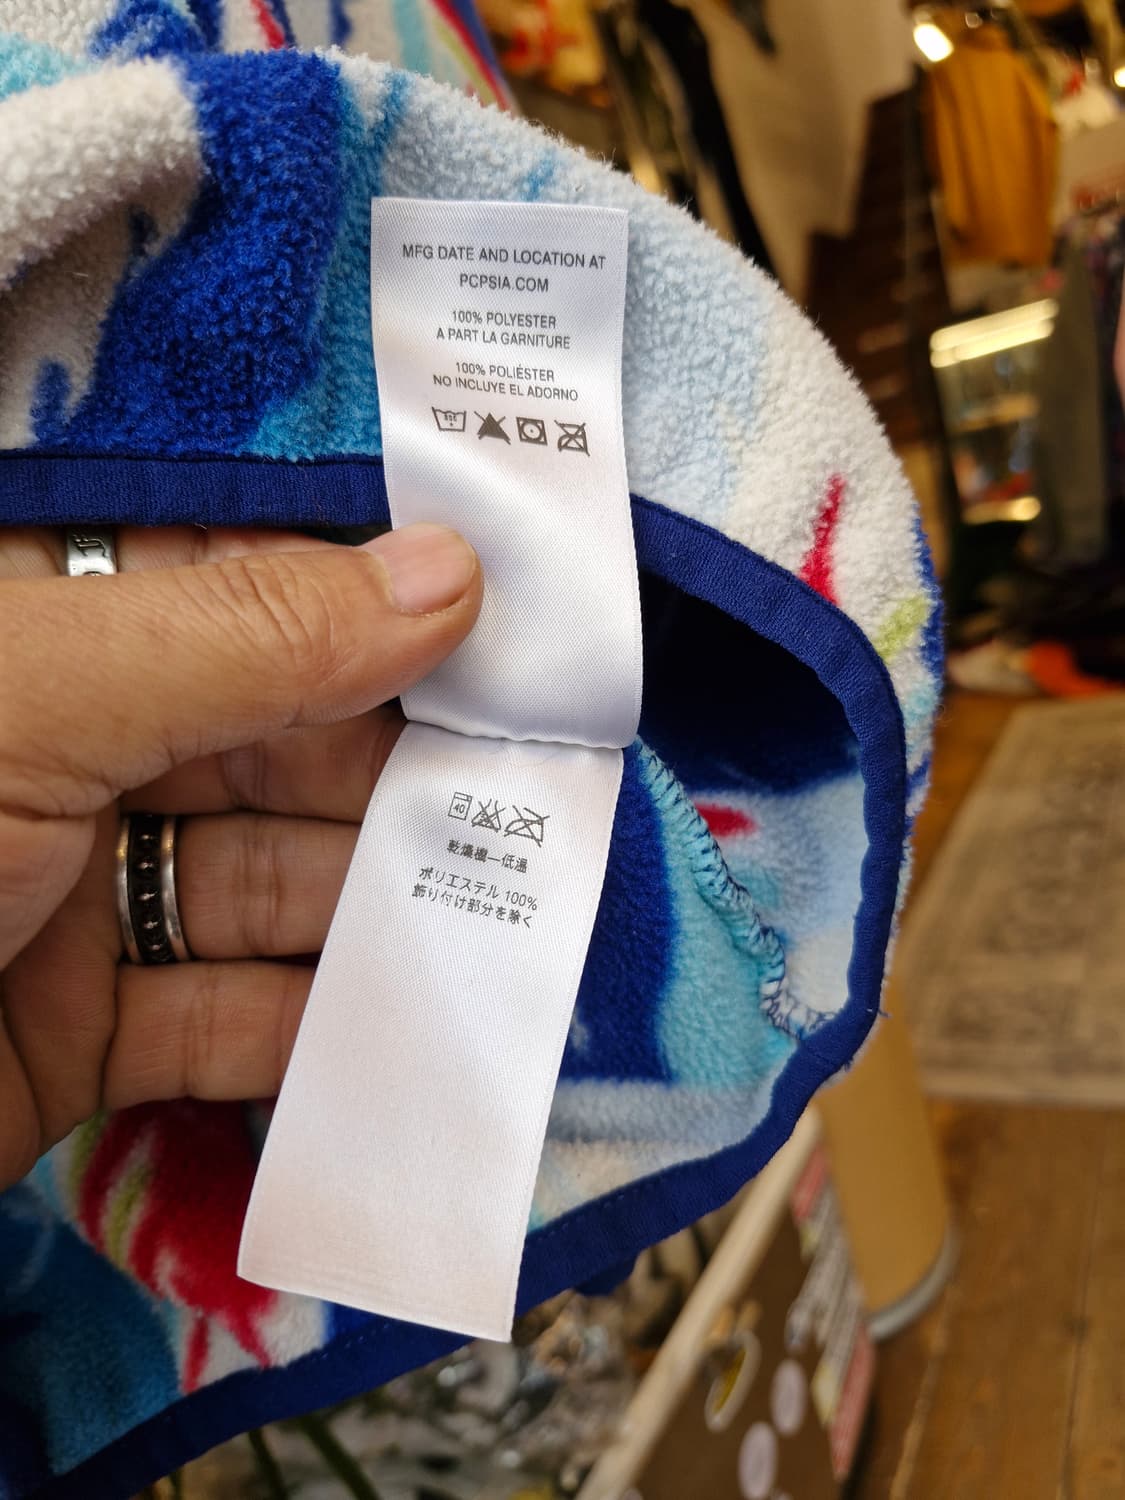 MFG DATE AND LOCATION AT
PCPSIA.COM
100% POLYESTER
A PART LA GARNITURE
100% POLIÉSTER
NO INCLUYE EL ADORNO
40
乾燥機—低温
ポリエステル 100%
飾り付け部分を除く